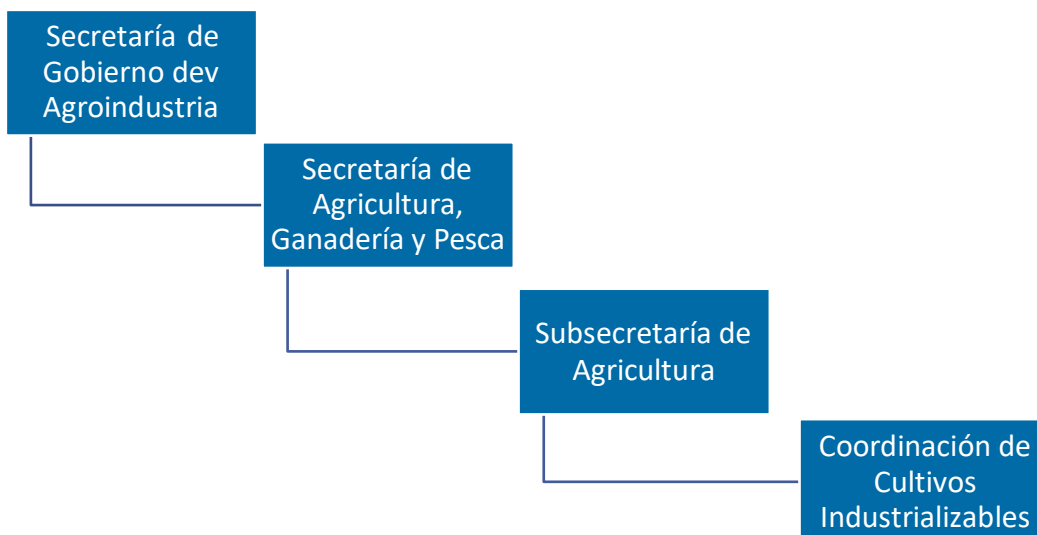 Secretaría de
Gobierno dev
Agroindustria
Secretaría de
Agricultura,
Ganadería y Pesca
Subsecretaría de
Agricultura
Coordinación de
Cultivos
Industrializables